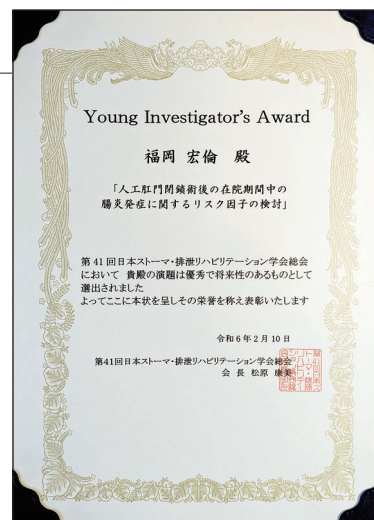 Young Investigator's Award
福岡 宏倫 殿
「人工肛門閉鎖術後の在院期間中の
腸炎発症に関するリスク因子の検討」
第41回日本ストーマ・排泄リハビリテーション学会総会
において 貴殿の演題は優秀で将来性のあるものとして
選出されました
よってここに本状を呈しその栄誉を称え表彰いたします
令和6年2月10日
第41回日本ストーマ・排泄リハビリテーション学会総会
会 長 松原 康美